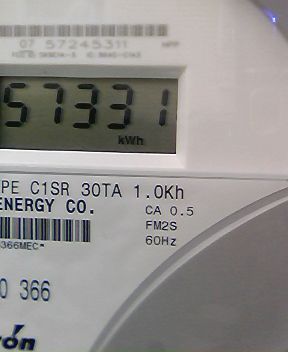 07 57245311
57331
kWh
PE C1SR 30TA 1.0Kh
ENERGY CO.
CA 0.5
FM2S
60Hz
366MEC*
0 366
rón